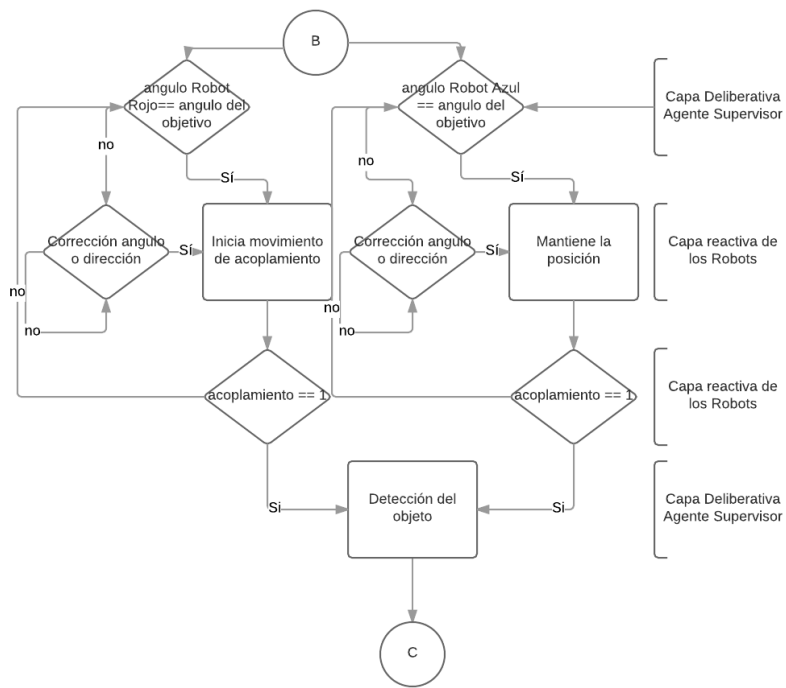 B
angulo Robot
Rojo== angulo del
objetivo
angulo Robot Azul
== angulo del
objetivo
Capa Deliberativa
Agente Supervisor
no
no
Sí
Sí
Corrección angulo
o dirección
Sí
Inicia movimiento
de acoplamiento
Corrección angulo
o dirección
Sí
Mantiene la
posición
Capa reactiva de
los Robots
no
no
no
no
acoplamiento == 1
acoplamiento == 1
Capa reactiva de
los Robots
Si
Detección del
objeto
Si
Capa Deliberativa
Agente Supervisor
C